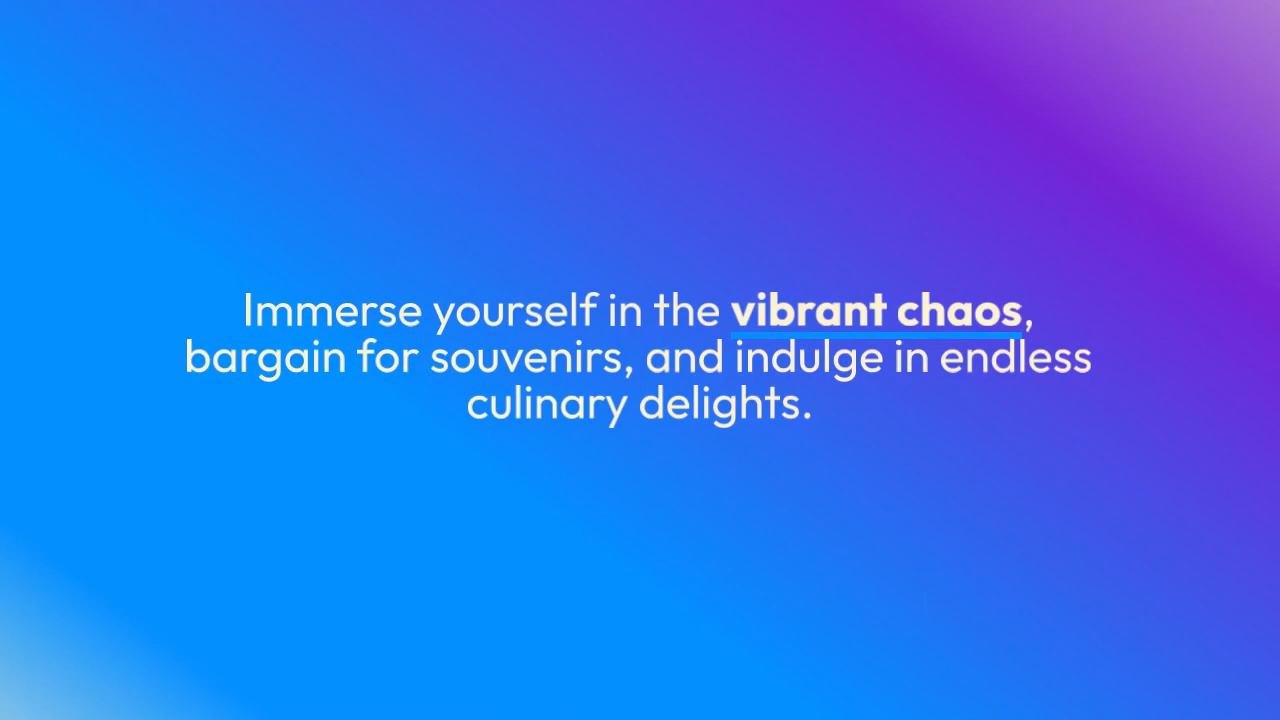 Immerse yourself in the vibrant chaos,
bargain for souvenirs, and indulge in endless
culinary delights.